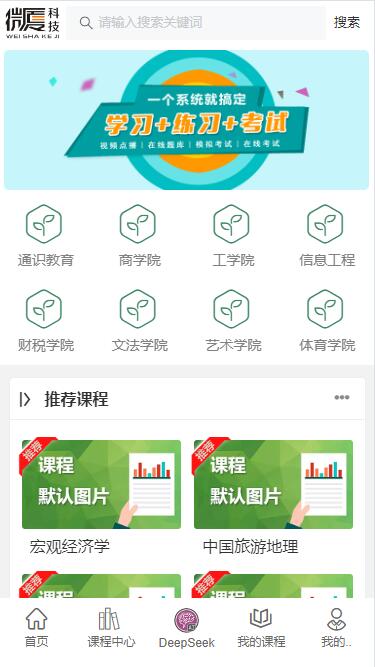 微厦科技
WEI SHA KE JI
请输入搜索关键词
搜索
一个系统就搞定
学习+练习+考试
视频点播 | 在线题库 | 模拟考试 | 在线考试
通识教育
商学院
工学院
信息工程
财税学院
文法学院
艺术学院
体育学院
推荐课程
•••
推荐
课程
默认图片
推荐
课程
默认图片
宏观经济学
中国旅游地理
推荐
课程
推荐
课程
首页
课程中心
DeepSeek
我的课程
我的..